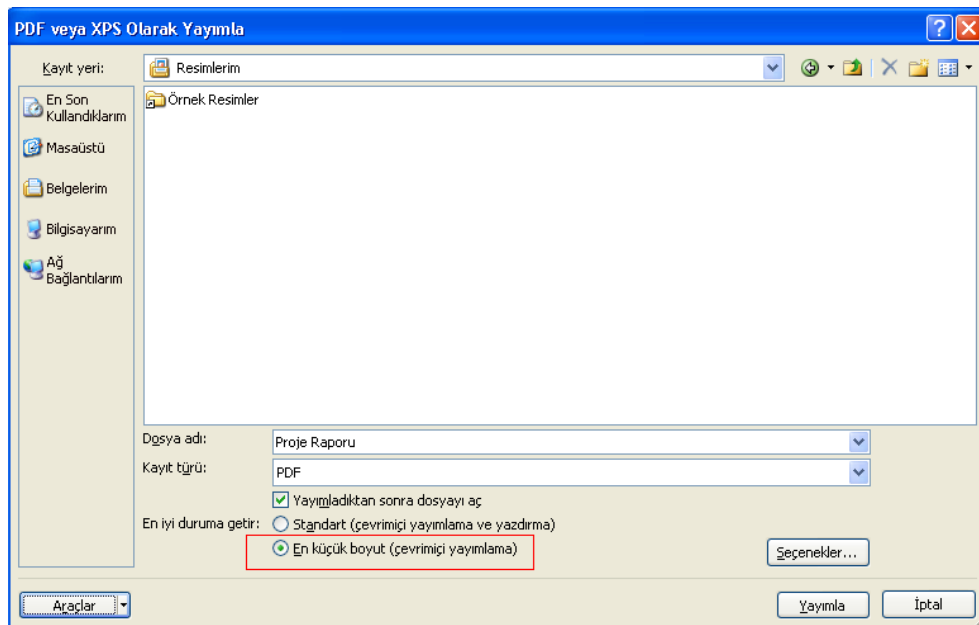 PDF veya XPS Olarak Yayımla
Kayıt yeri:
Resimlerim
En Son
Kullandıklarım
Masaüstü
Belgelerim
Bilgisayarım
Ağ
Bağlantılarım
Örnek Resimler
Dosya adı:
Proje Raporu
Kayıt türü:
PDF
Yayımladıktan sonra dosyayı aç
En iyi duruma getir:
Standart (çevrimiçi yayımlama ve yazdırma)
En küçük boyut (çevrimiçi yayımlama)
Seçenekler...
Araçlar
Yayımla
İptal